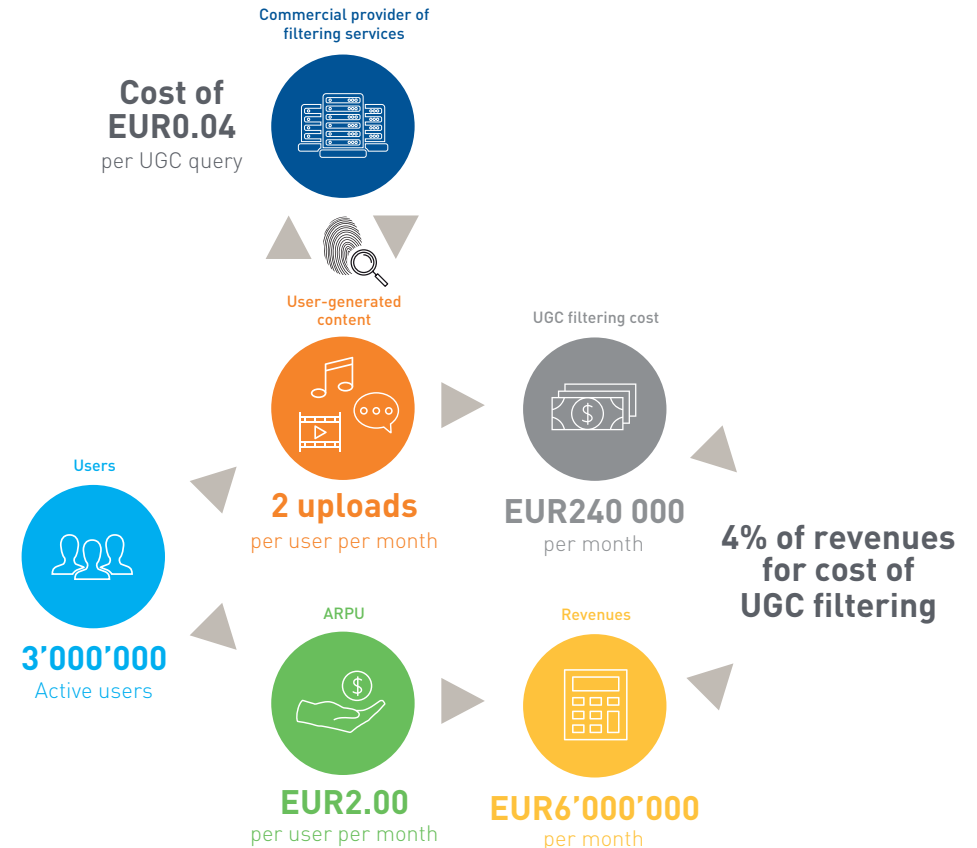 Commercial provider of
filtering services
Cost of
EUR0.04
per UGC query
User-generated
content
2 uploads
per user per month
UGC filtering cost
EUR240 000
per month
Users
3’000’000
Active users
4% of revenues
for cost of
UGC filtering
ARPU
EUR2.00
per user per month
Revenues
EUR6’000’000
per month